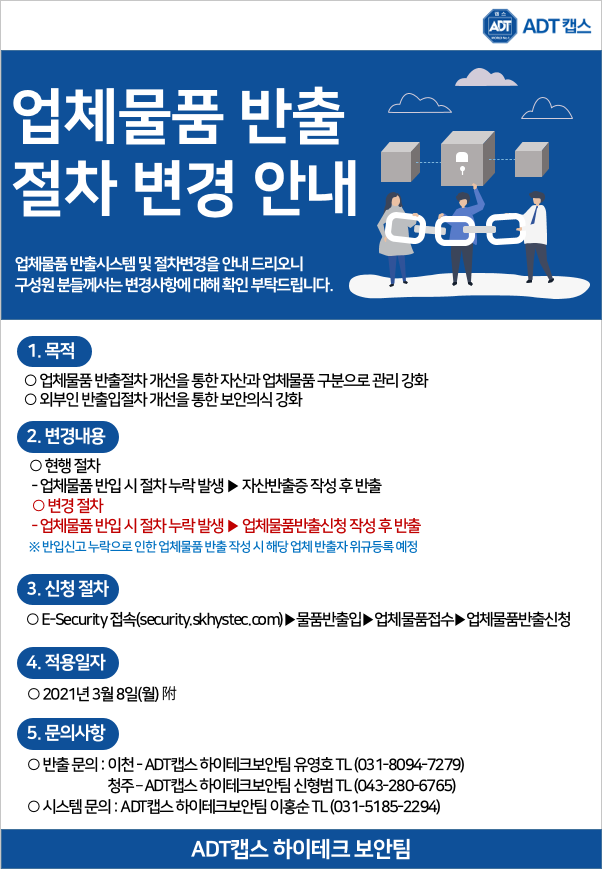 캡스
ADT
ADT 캡스
업체물품 반출
절차 변경 안내
업체물품 반출시스템 및 절차변경을 안내 드리오니
구성원 분들께서는 변경사항에 대해 확인 부탁드립니다.
1. 목적
○ 업체물품 반출절차 개선을 통한 자산과 업체물품 구분으로 관리 강화
○ 외부인 반출입절차 개선을 통한 보안의식 강화
2. 변경내용
○ 현행 절차
- 업체물품 반입 시 절차 누락 발생 ▶ 자산반출증 작성 후 반출
○ 변경 절차
- 업체물품 반입 시 절차 누락 발생 ▶ 업체물품반출신청 작성 후 반출
※ 반입신고 누락으로 인한 업체물품 반출 작성 시 해당 업체 반출자 위규등록 예정
3. 신청 절차
○ E-Security 접속(security.skhystec.com)▶물품반출입▶업체물품접수▶업체물품반출신청
4. 적용일자
○ 2021년 3월 8일(월) 附
5. 문의사항
○ 반출 문의 : 이천 - ADT캡스 하이테크보안팀 유영호 TL (031-8094-7279)
청주 – ADT캡스 하이테크보안팀 신형범 TL (043-280-6765)
○ 시스템 문의 : ADT캡스 하이테크보안팀 이홍순 TL (031-5185-2294)
ADT캡스 하이테크 보안팀